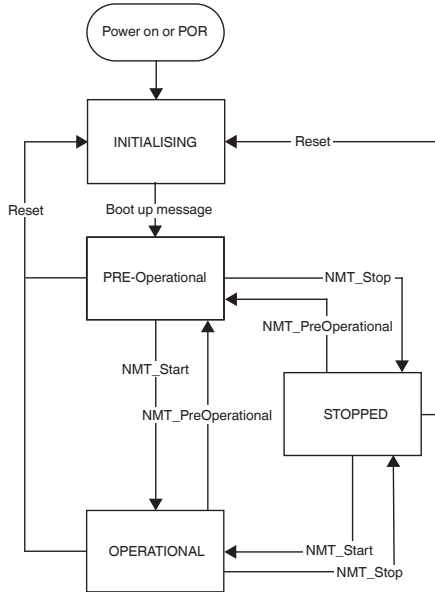 Power on or POR
INITIALISING
Reset
Reset
Boot up message
PRE-Operational
NMT_Stop
NMT_PreOperational
NMT_Start
NMT_PreOperational
STOPPED
OPERATIONAL
NMT_Start
NMT_Stop